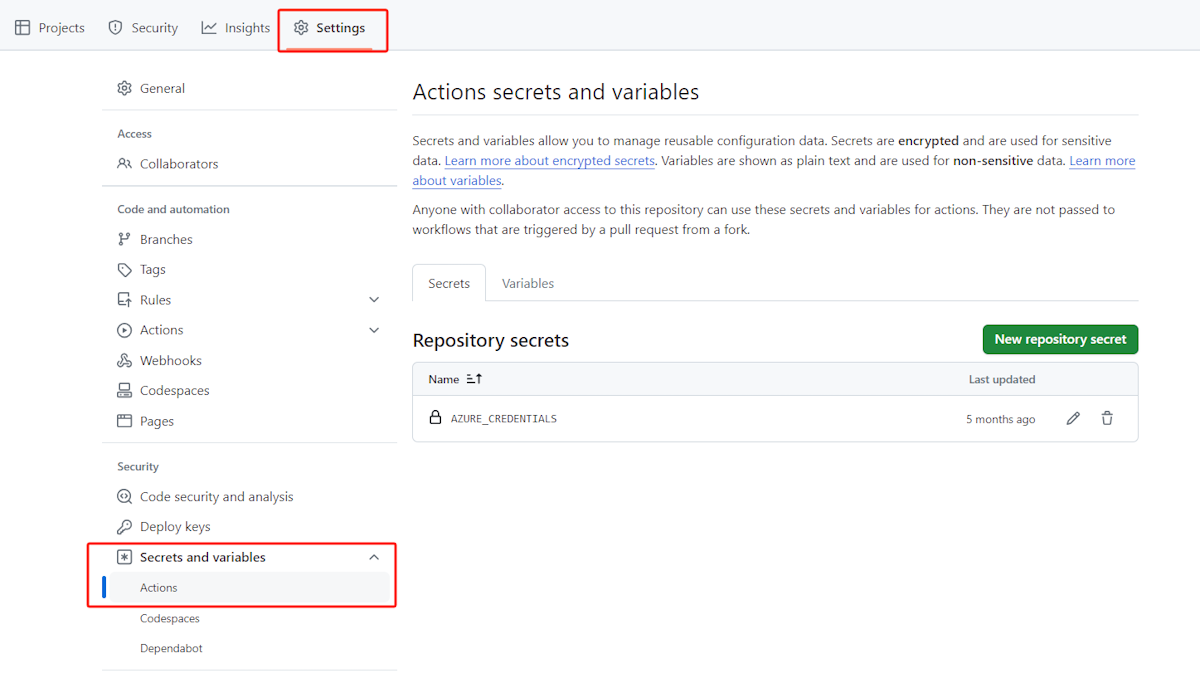 Projects Security Insights Settings
General
Access
Collaborators
Code and automation
Branches
Tags
Rules
Actions
Webhooks
Codespaces
Pages
Security
Code security and analysis
Deploy keys
Secrets and variables
Actions
Codespaces
Dependabot
Actions secrets and variables
Secrets and variables allow you to manage reusable configuration data. Secrets are encrypted and are used for sensitive
data. Learn more about encrypted secrets. Variables are shown as plain text and are used for non-sensitive data. Learn more
about variables.
Anyone with collaborator access to this repository can use these secrets and variables for actions. They are not passed to
workflows that are triggered by a pull request from a fork.
Secrets Variables
Repository secrets New repository secret
Name Last updated
AZURE_CREDENTIALS 5 months ago